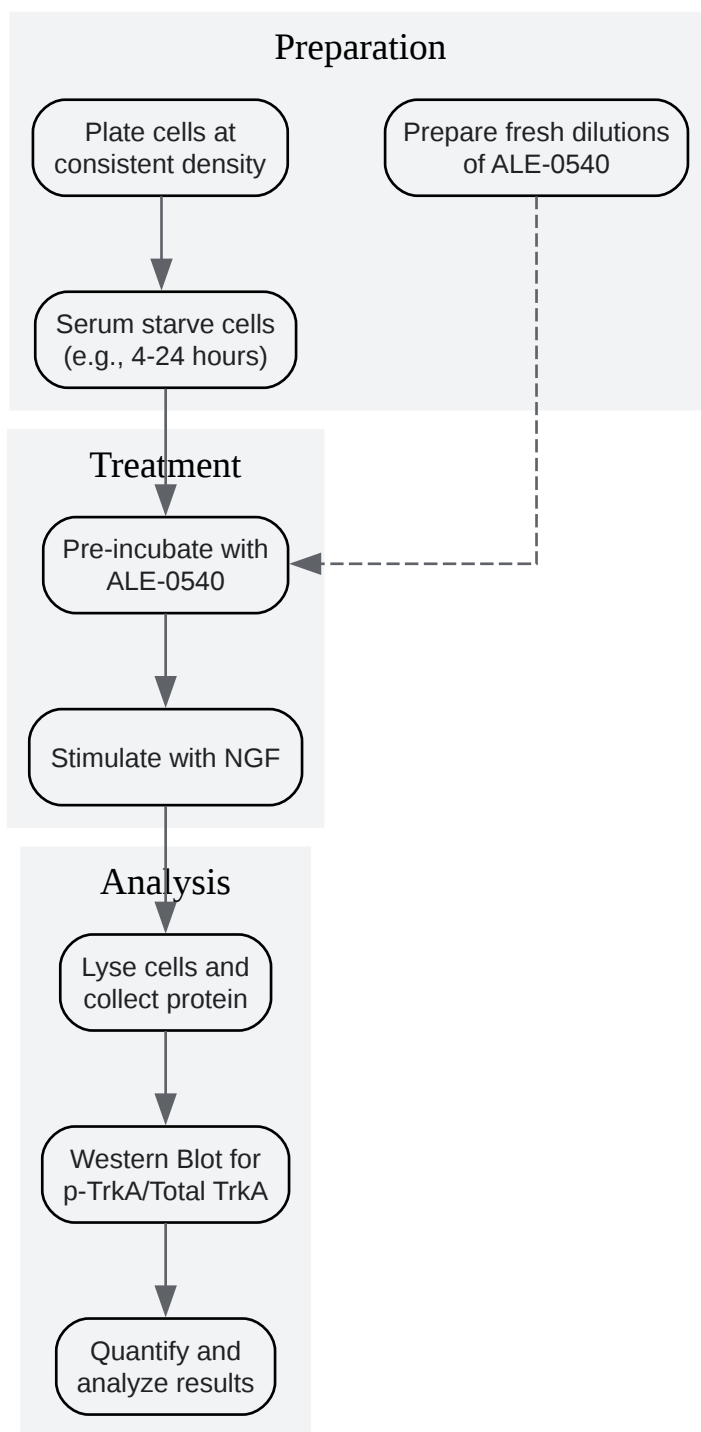 Preparation
Plate cells at
consistent density
Prepare fresh dilutions
of ALE-0540
Serum starve cells
(e.g., 4-24 hours)
Treatment
Pre-incubate with
ALE-0540
Stimulate with NGF
Analysis
Lyse cells and
collect protein
Western Blot for
p-TrkA/Total TrkA
Quantify and
analyze results